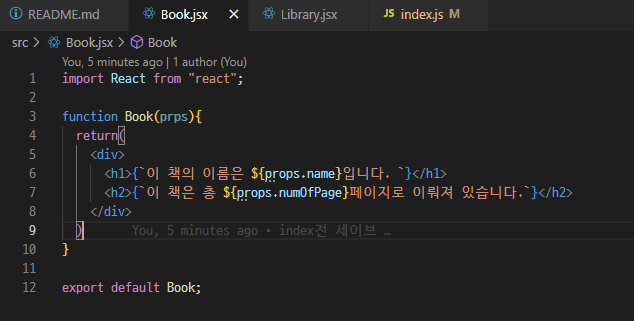 README.md Book.jsx Library.jsx JS index.js M
src > Book.jsx > Book
You, 5 minutes ago | 1 author (You)
1 import React from "react";
2
3 function Book(prps){
4 return(
5 <div>
6 <h1>{`이 책의 이름은 ${props.name}입니다. `}</h1>
7 <h2>{`이 책은 총 ${props.numOfPage}페이지로 이뤄져 있습니다.`}</h2>
8 </div>
9 ) You, 5 minutes ago • index전 세이브 …
10 }
11
12 export default Book;